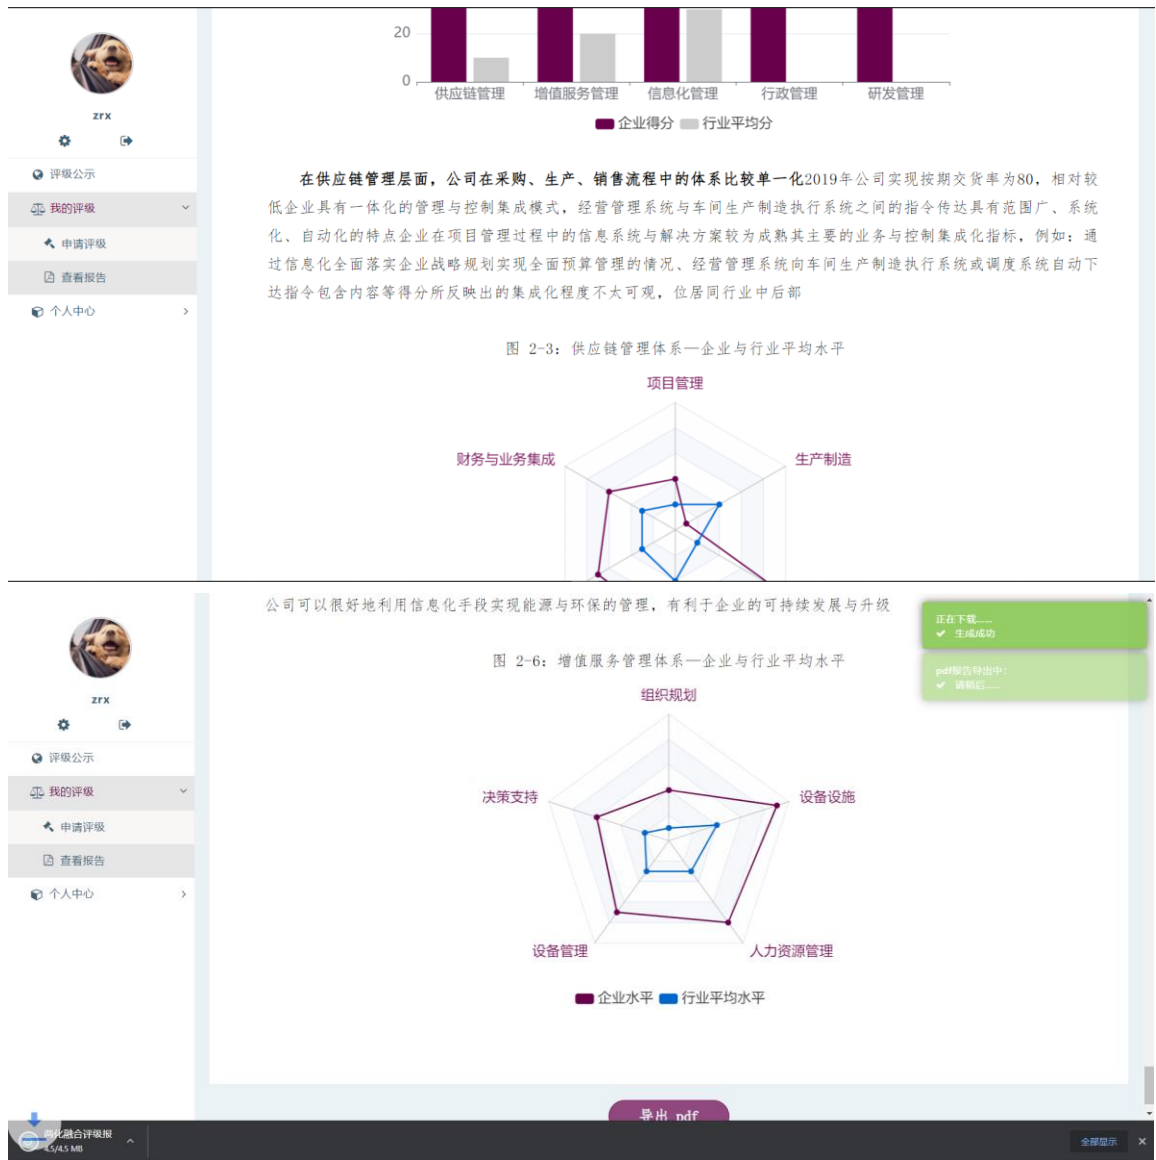 20
0
供应链管理
增值服务管理
信息化管理
行政管理
研发管理
企业得分
行业平均分
zrx
评级公示
我的评级
申请评级
查看报告
个人中心
在供应链管理层面，公司在采购、生产、销售流程中的体系比较单一化2019年公司实现按期交货率为80，相对较
低企业具有一体化的管理与控制集成模式，经营管理系统与车间生产制造执行系统之间的指令传达具有范围广、系统
化、自动化的特点企业在项目管理过程中的信息系统与解决方案较为成熟其主要的业务与控制集成化指标，例如：通
过信息化全面落实企业战略规划实现全面预算管理的情况、经营管理系统向车间生产制造执行系统或调度系统自动下
达指令包含内容等得分所反映出的集成化程度不太可观，位居同行业中后部
图 2-3：供应链管理体系—企业与行业平均水平
项目管理
财务与业务集成
生产制造
公司可以很好地利用信息化手段实现能源与环保的管理，有利于企业的可持续发展与升级
正在下载......
生成成功
pdf报告导出中：
请稍后......
图 2-6：增值服务管理体系—企业与行业平均水平
zrx
评级公示
我的评级
申请评级
查看报告
个人中心
组织规划
决策支持
设备设施
设备管理
人力资源管理
企业水平
行业平均水平
导出 pdf
两化融合评级报
4.5/4.5 MB
全部显示